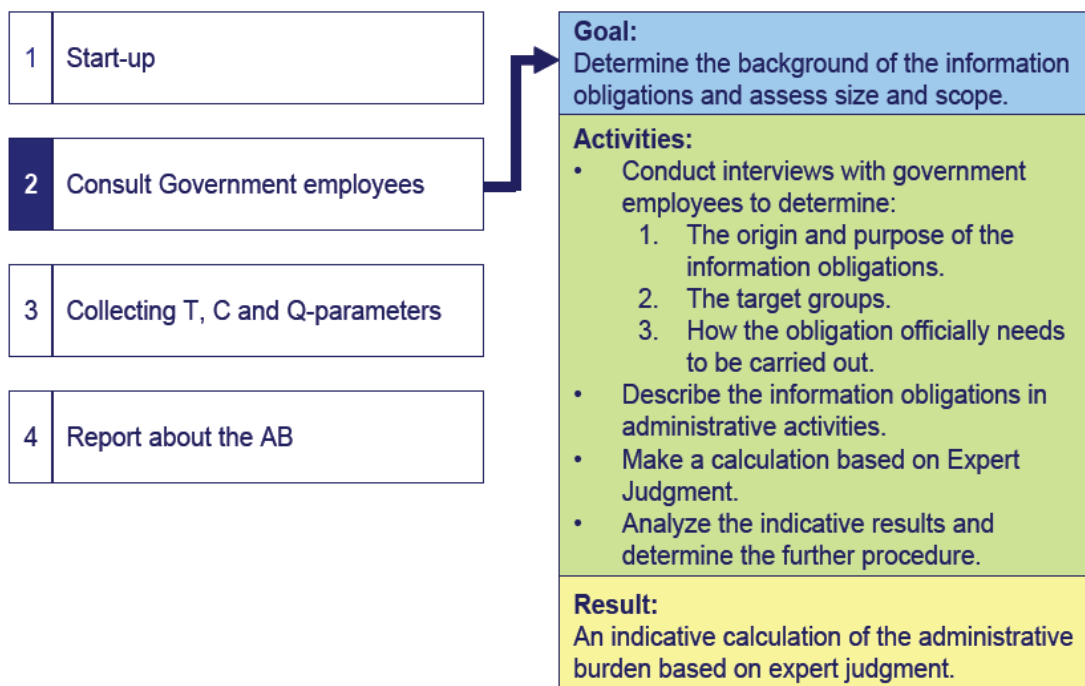 1 Start-up
2 Consult Government employees
3 Collecting T, C and Q-parameters
4 Report about the AB
Goal:
Determine the background of the information
obligations and assess size and scope.
Activities:
• Conduct interviews with government
employees to determine:
1. The origin and purpose of the
information obligations.
2. The target groups.
3. How the obligation officially needs
to be carried out.
• Describe the information obligations in
administrative activities.
• Make a calculation based on Expert
Judgment.
• Analyze the indicative results and
determine the further procedure.
Result:
An indicative calculation of the administrative
burden based on expert judgment.